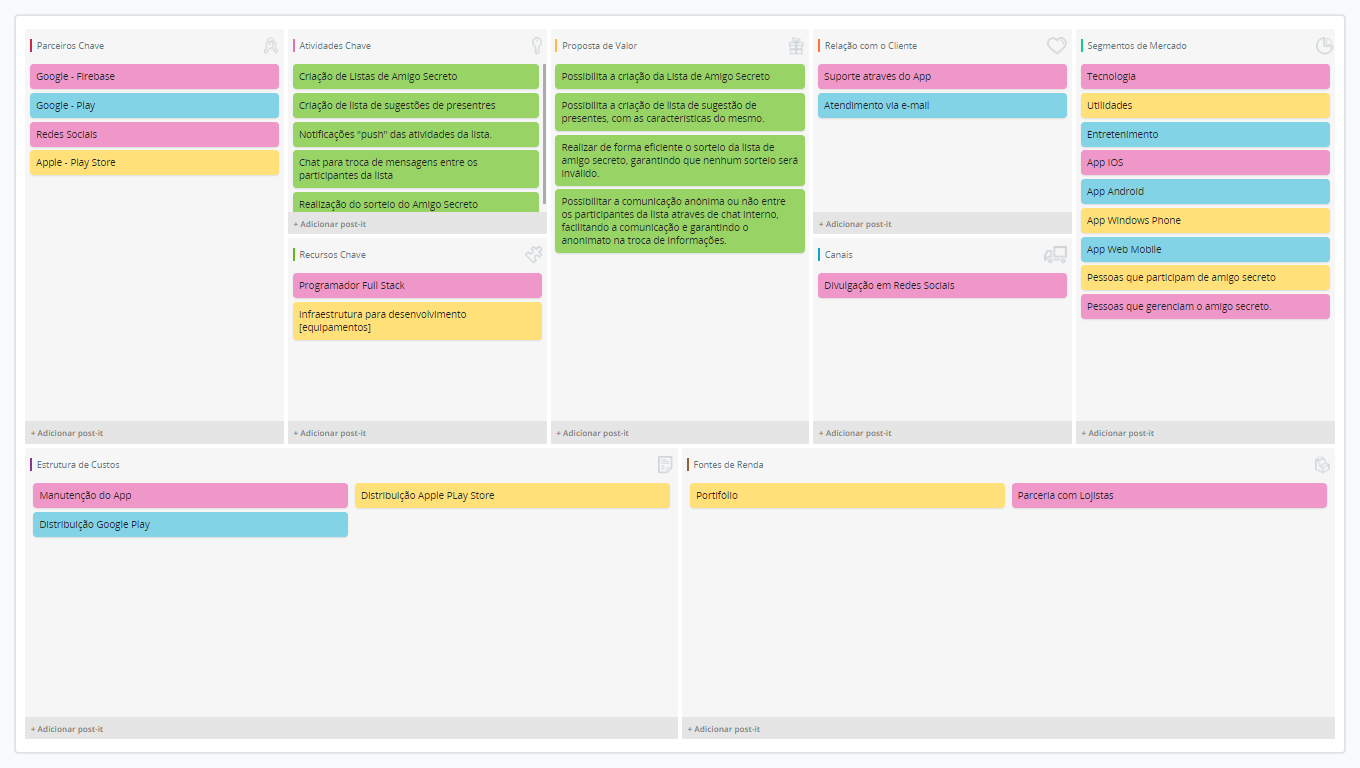 Parceiros Chave
Google - Firebase
Google - Play
Redes Sociais
Apple - Play Store
+ Adicionar post-it
Atividades Chave
Criação de Listas de Amigo Secreto
Criação de lista de sugestões de presentres
Notificações "push" das atividades da lista.
Chat para troca de mensagens entre os
participantes da lista
Realização do sorteio do Amigo Secreto
+ Adicionar post-it
Recursos Chave
Programador Full Stack
Infraestrutura para desenvolvimento
[equipamentos]
+ Adicionar post-it
Proposta de Valor
Possibilita a criação da Lista de Amigo Secreto
Possibilita a criação de lista de sugestão de
presentes, com as características do mesmo.
Realizar de forma eficiente o sorteio da lista de
amigo secreto, garantindo que nenhum sorteio será
inválido.
Possibilitar a comunicação anônima ou não entre
os participantes da lista através de chat interno,
facilitando a comunicação e garantindo o
anonimato na troca de informações.
+ Adicionar post-it
Relação com o Cliente
Suporte através do App
Atendimento via e-mail
+ Adicionar post-it
Canais
Divulgação em Redes Sociais
+ Adicionar post-it
Segmentos de Mercado
Tecnologia
Utilidades
Entretenimento
App IOS
App Android
App Windows Phone
App Web Mobile
Pessoas que participam de amigo secreto
Pessoas que gerenciam o amigo secreto.
+ Adicionar post-it
Estrutura de Custos
Manutenção do App
Distribuição Apple PLay Store
Distribuição Google Play
+ Adicionar post-it
Fontes de Renda
Portifólio
Parceria com Lojistas
+ Adicionar post-it